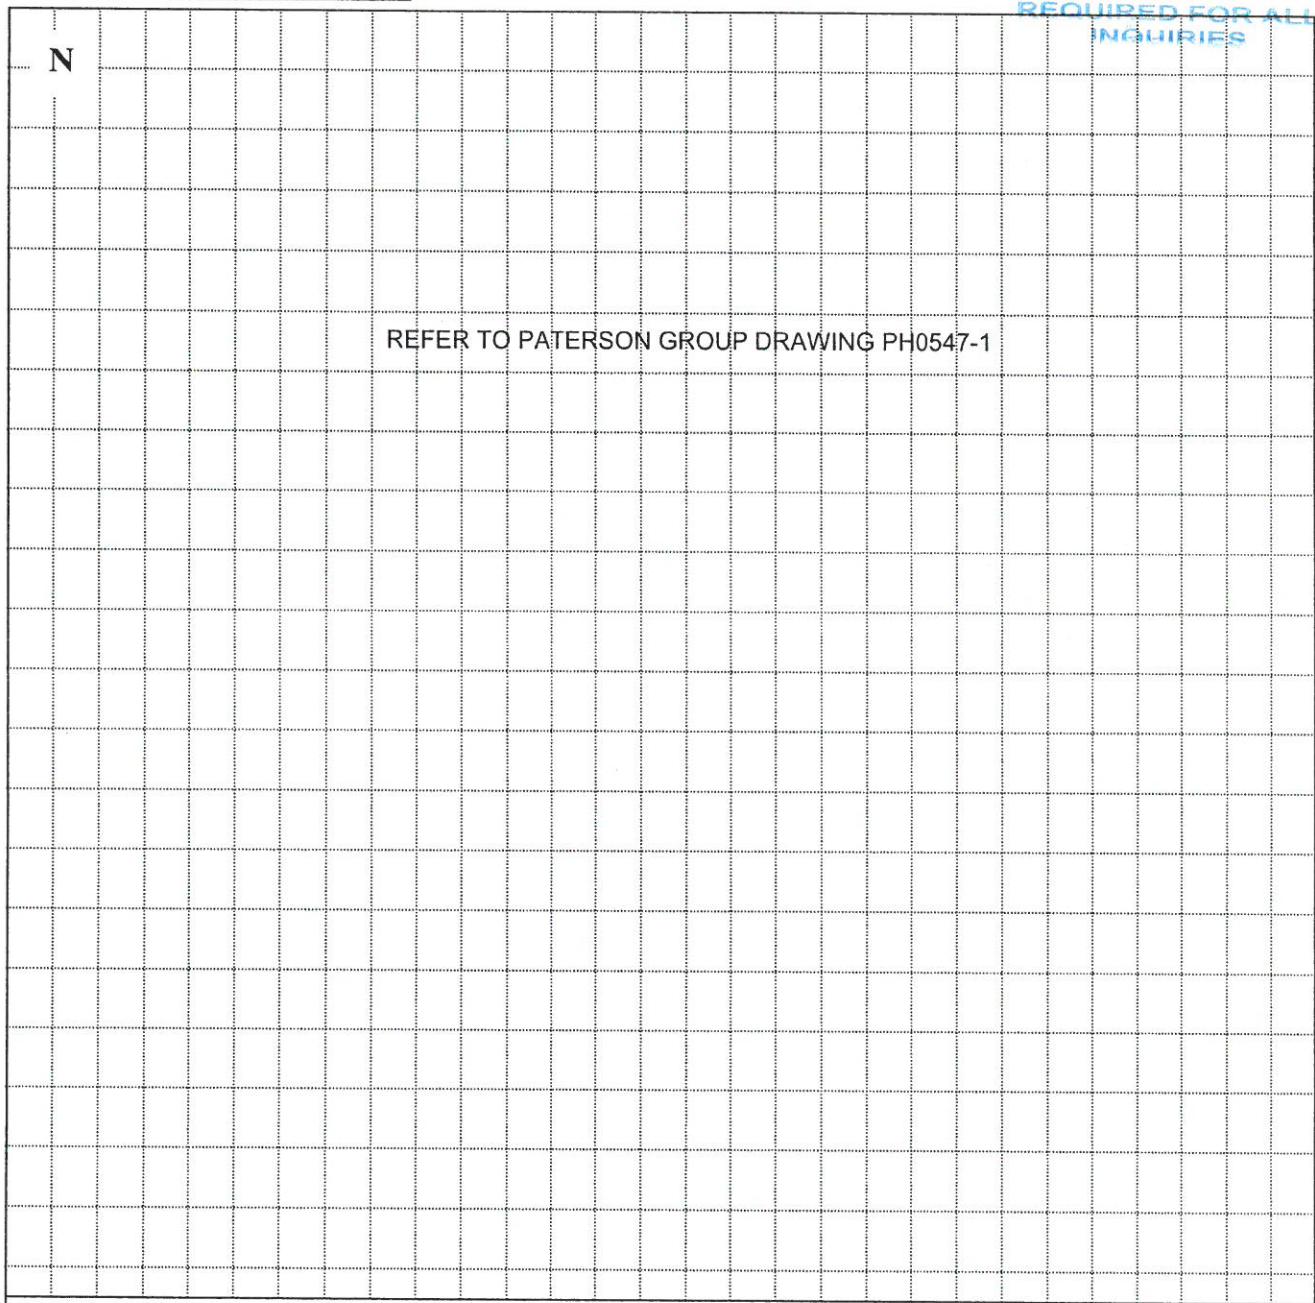 REQUIRED FOR ALL
INQUIRIES
N
REFER TO PATERSON GROUP DRAWING PH0547-1